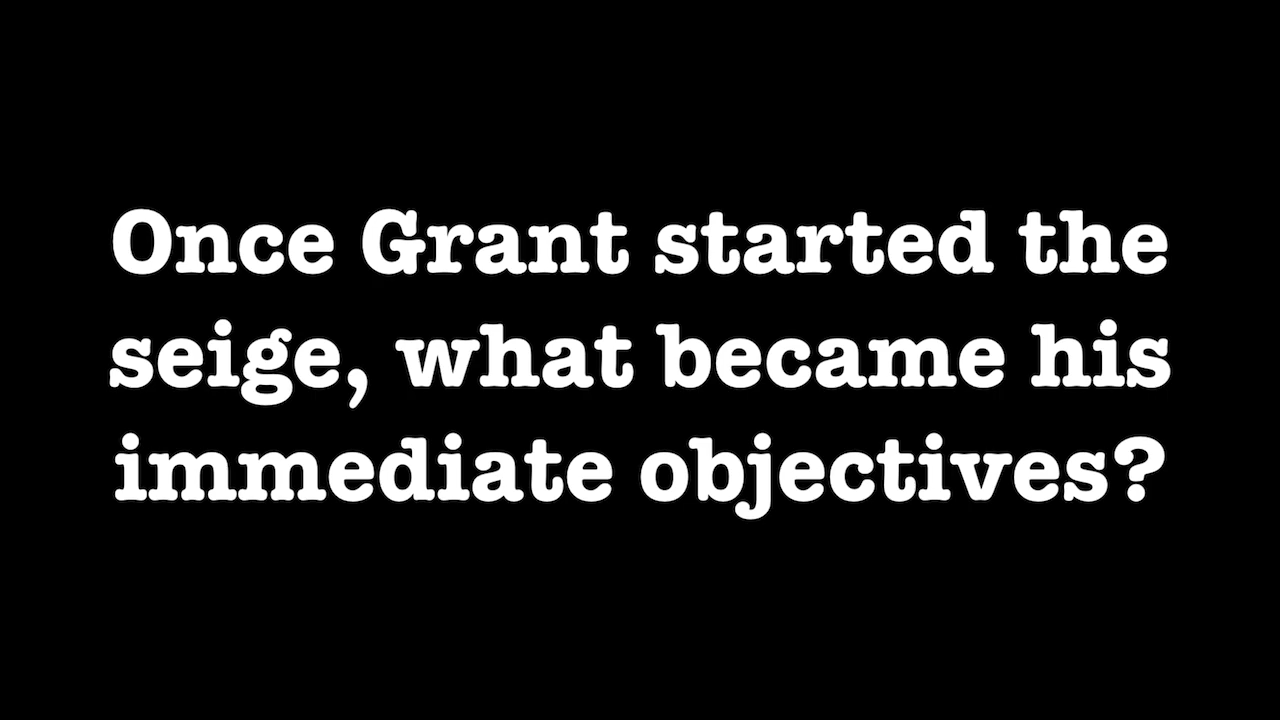 Once Grant started the
seige, what became his
immediate objectives?